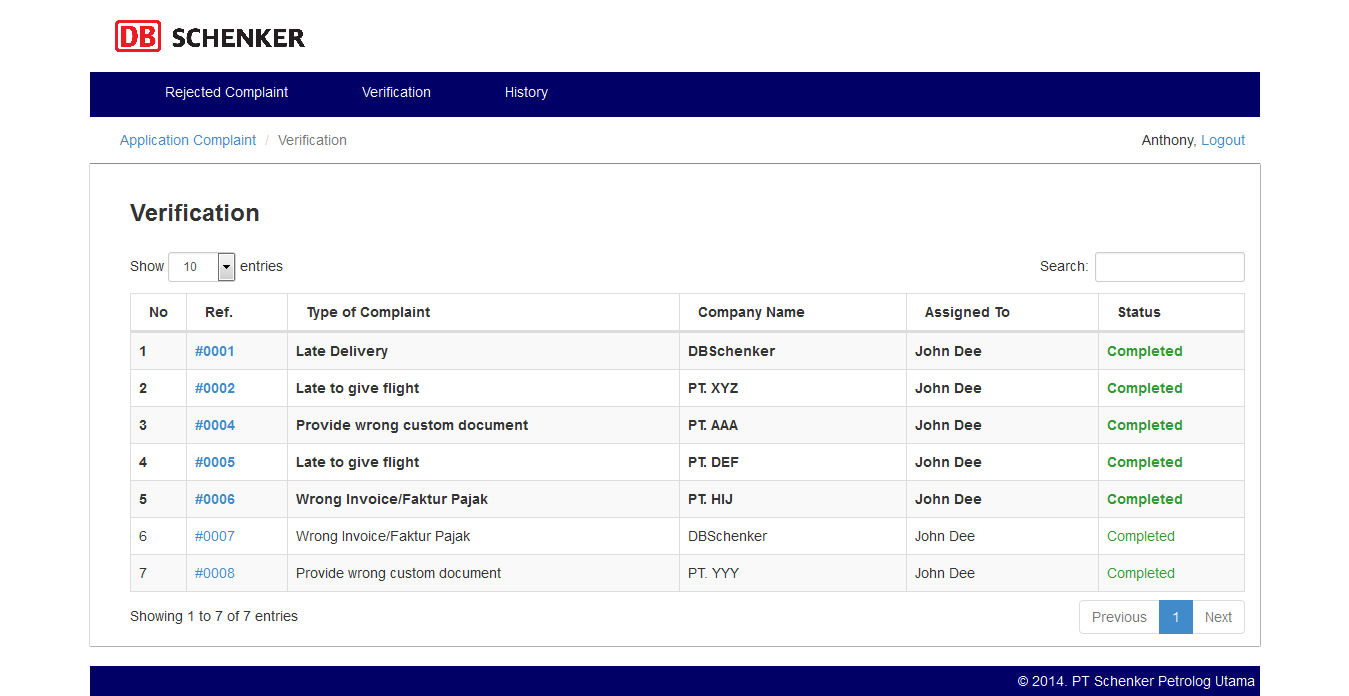 DB SCHENKER
Rejected Complaint Verification History
Application Complaint / Verification Anthony, Logout
Verification
Show 10 entries Search:
No Ref. Type of Complaint Company Name Assigned To Status
1 #0001 Late Delivery DBSchenker John Dee Completed
2 #0002 Late to give flight PT. XYZ John Dee Completed
3 #0004 Provide wrong custom document PT. AAA John Dee Completed
4 #0005 Late to give flight PT. DEF John Dee Completed
5 #0006 Wrong Invoice/Faktur Pajak PT. HIJ John Dee Completed
6 #0007 Wrong Invoice/Faktur Pajak DBSchenker John Dee Completed
7 #0008 Provide wrong custom document PT. YYY John Dee Completed
Showing 1 to 7 of 7 entries Previous 1 Next
© 2014. PT Schenker Petrolog Utama